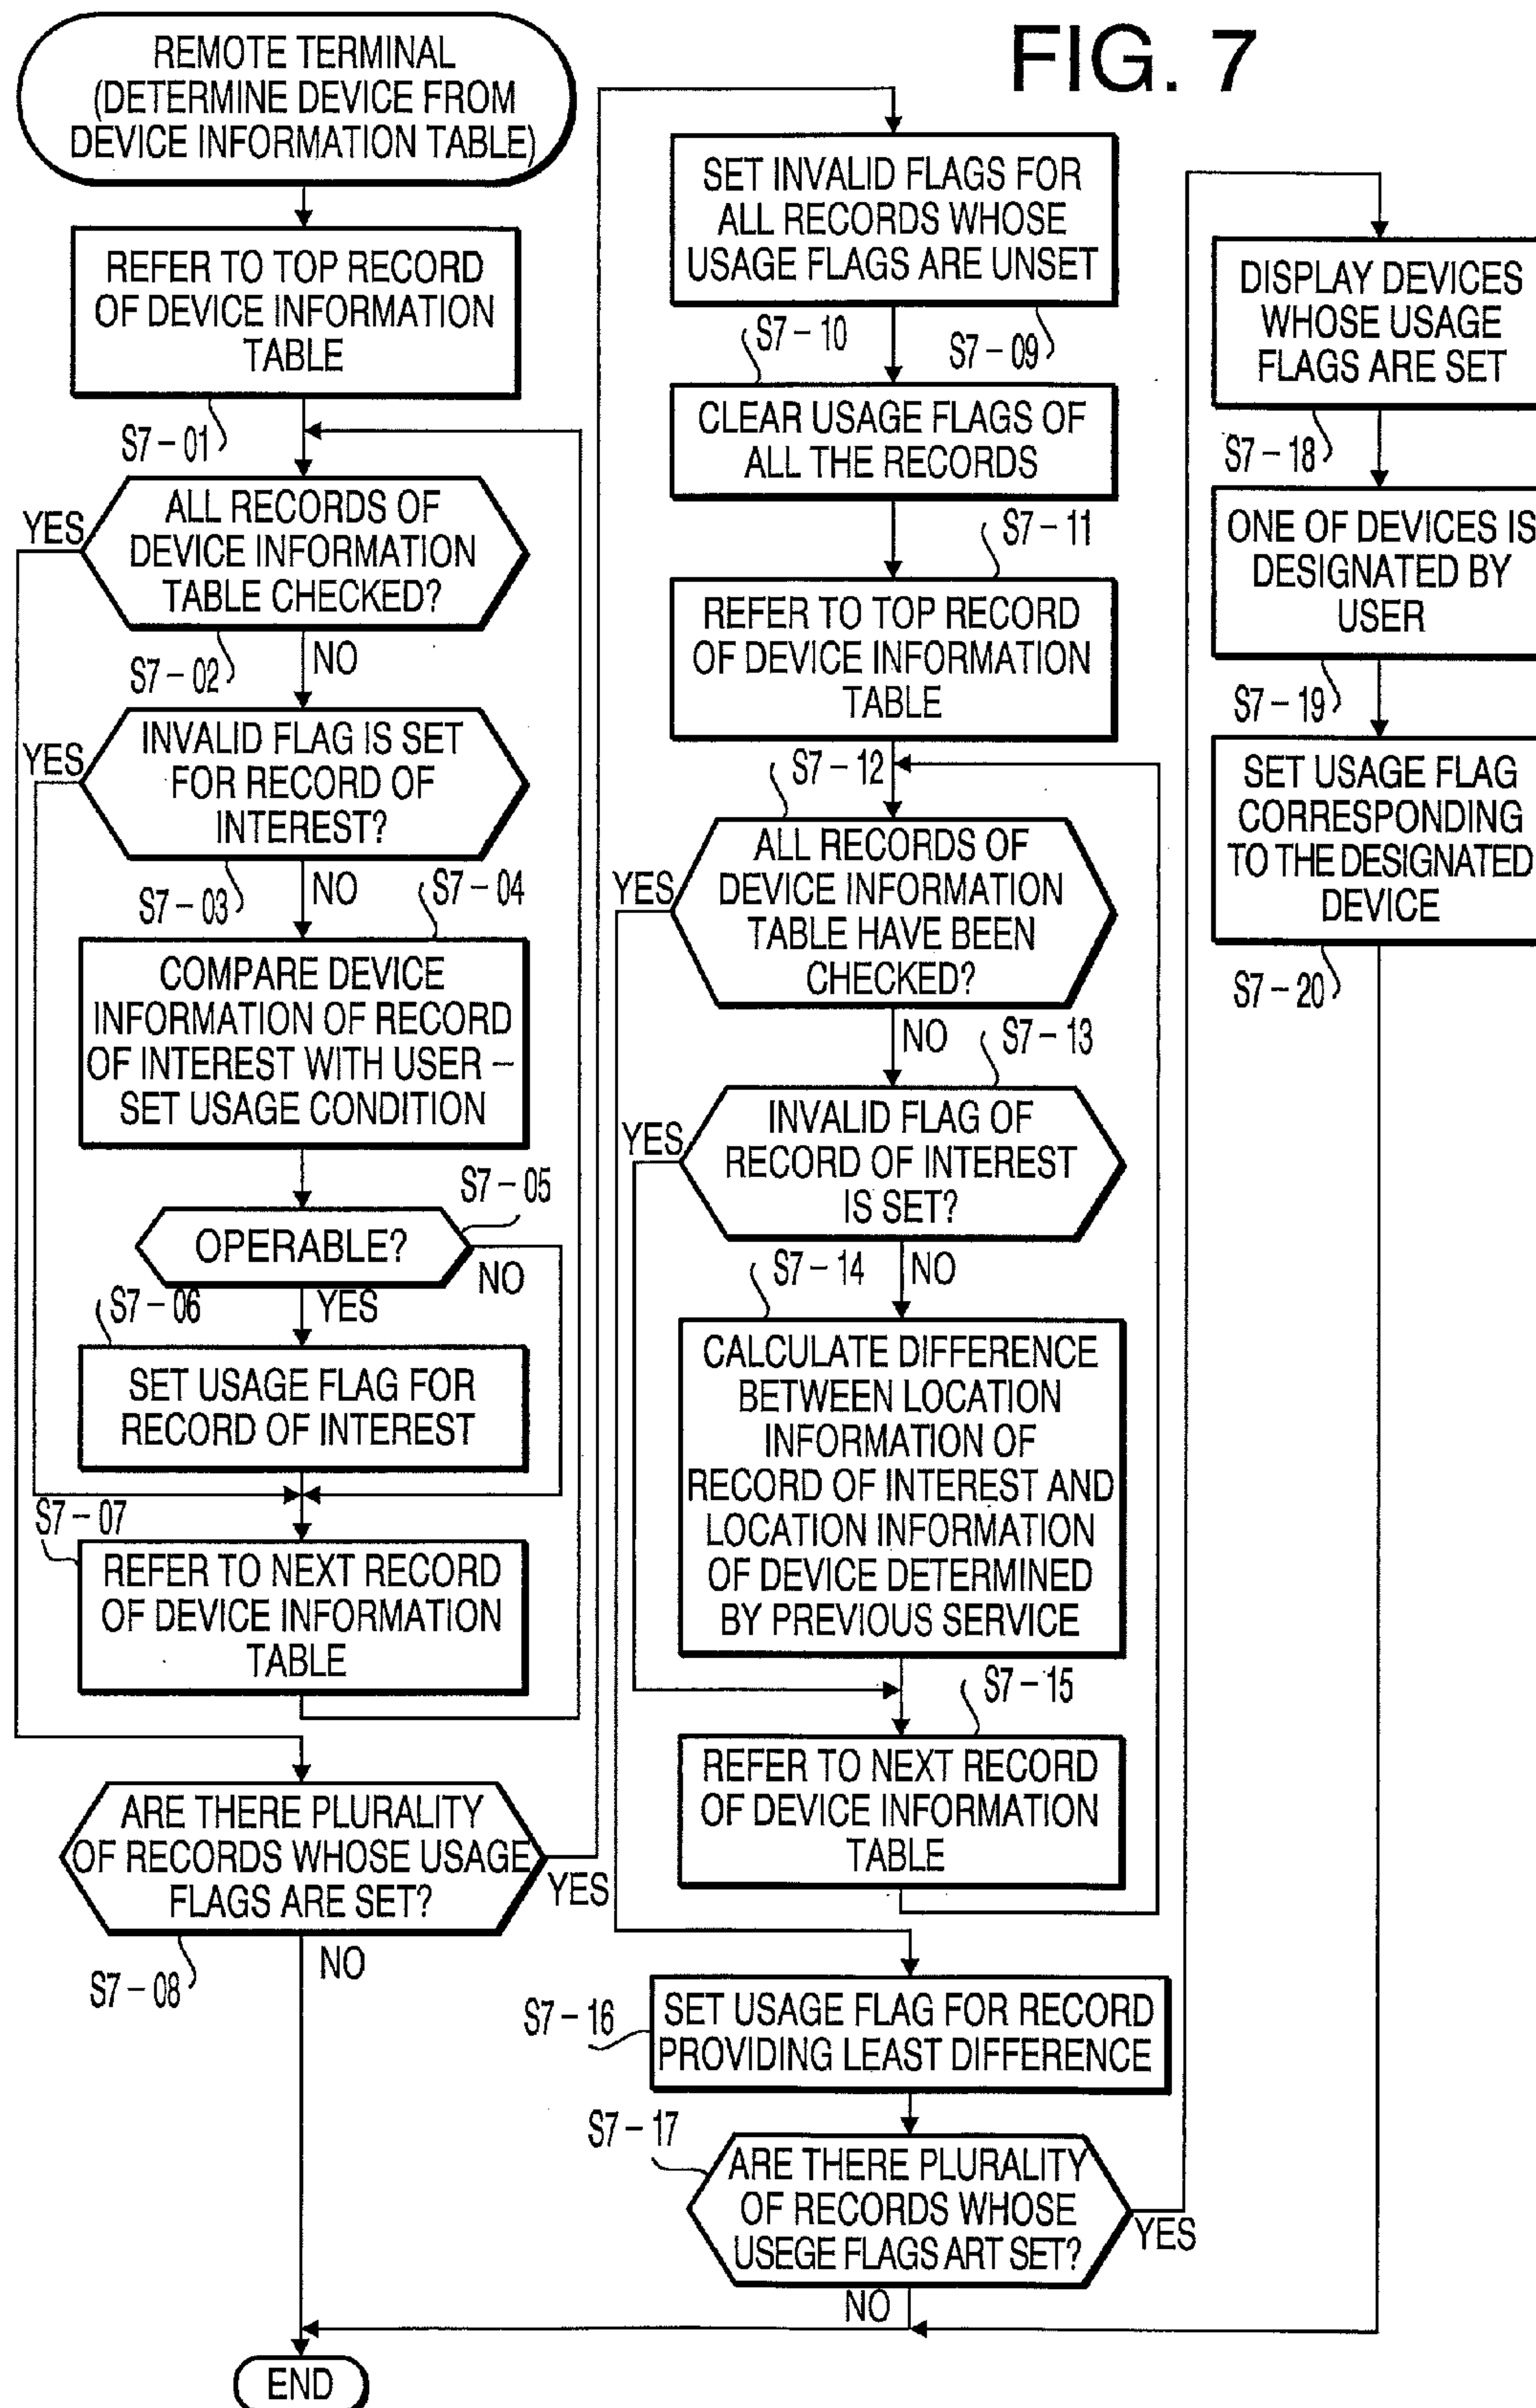 FIG. 7
REMOTE TERMINAL
(DETERMINE DEVICE FROM
DEVICE INFORMATION TABLE)
REFER TO TOP RECORD
OF DEVICE INFORMATION
TABLE
S7-01
ALL RECORDS OF
DEVICE INFORMATION
TABLE CHECKED?
YES
S7-02
NO
INVALID FLAG IS SET
FOR RECORD OF
INTEREST?
YES
S7-03
NO
S7-04
COMPARE DEVICE
INFORMATION OF RECORD
OF INTEREST WITH USER-
SET USAGE CONDITION
S7-05
OPERABLE?
NO
S7-06
YES
SET USAGE FLAG FOR
RECORD OF INTEREST
S7-07
REFER TO NEXT RECORD
OF DEVICE INFORMATION
TABLE
ARE THERE PLURALITY
OF RECORDS WHOSE USAGE
FLAGS ARE SET?
YES
S7-08
NO
SET INVALID FLAGS FOR
ALL RECORDS WHOSE
USAGE FLAGS ARE UNSET
S7-10
S7-09
CLEAR USAGE FLAGS OF
ALL THE RECORDS
S7-11
REFER TO TOP RECORD
OF DEVICE INFORMATION
TABLE
S7-12
ALL RECORDS OF
DEVICE INFORMATION
TABLE HAVE BEEN
CHECKED?
YES
NO
S7-13
INVALID FLAG OF
RECORD OF INTEREST
IS SET?
YES
S7-14
NO
CALCULATE DIFFERENCE
BETWEEN LOCATION
INFORMATION OF
RECORD OF INTEREST AND
LOCATION INFORMATION
OF DEVICE DETERMINED
BY PREVIOUS SERVICE
S7-15
REFER TO NEXT RECORD
OF DEVICE INFORMATION
TABLE
S7-16
SET USAGE FLAG FOR RECORD
PROVIDING LEAST DIFFERENCE
S7-17
ARE THERE PLURALITY
OF RECORDS WHOSE
USEGE FLAGS ART SET?
YES
NO
DISPLAY DEVICES
WHOSE USAGE
FLAGS ARE SET
S7-18
ONE OF DEVICES IS
DESIGNATED BY
USER
S7-19
SET USAGE FLAG
CORRESPONDING
TO THE DESIGNATED
DEVICE
S7-20
END